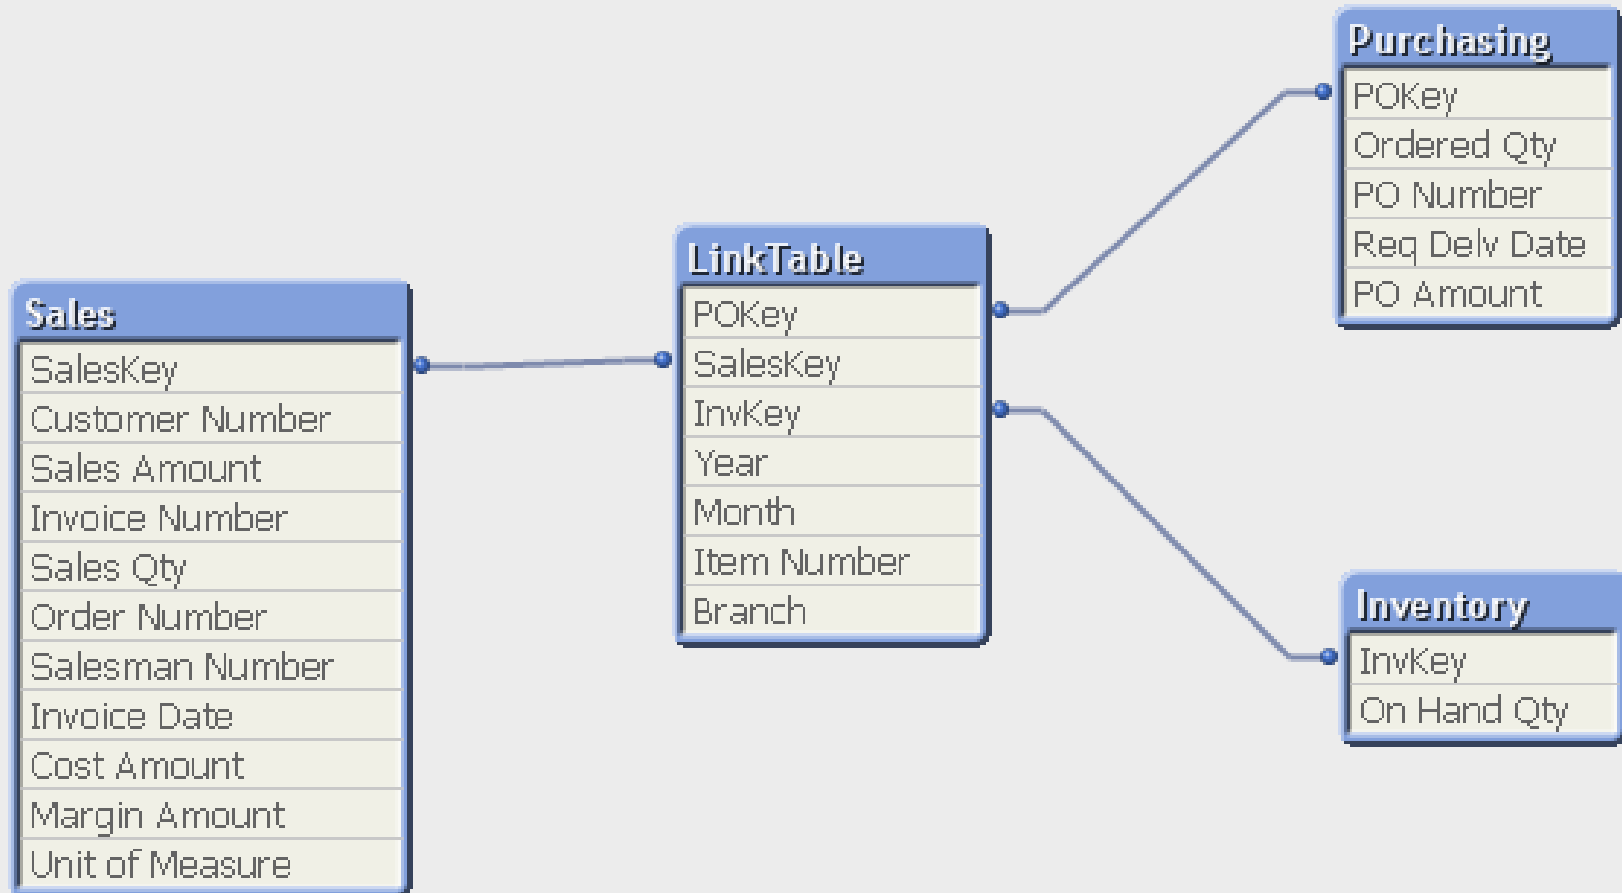 Sales
SalesKey
Customer Number
Sales Amount
Invoice Number
Sales Qty
Order Number
Salesman Number
Invoice Date
Cost Amount
Margin Amount
Unit of Measure
LinkTable
POKey
SalesKey
InvKey
Year
Month
Item Number
Branch
Purchasing
POKey
Ordered Qty
PO Number
Req Delv Date
PO Amount
Inventory
InvKey
On Hand Qty